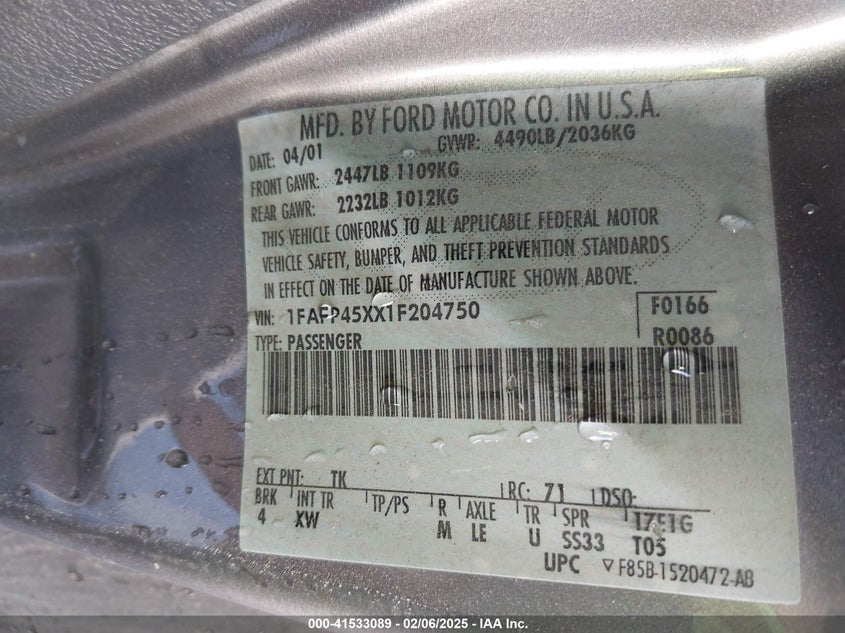 MFD. BY FORD MOTOR CO. IN U.S.A.
DATE: 04/01 GVWR: 4490LB/2036KG
FRONT GAWR: 2447LB 1109KG
REAR GAWR: 2232LB 1012KG
THIS VEHICLE CONFORMS TO ALL APPLICABLE FEDERAL MOTOR
VEHICLE SAFETY, BUMPER, AND THEFT PREVENTION STANDARDS
IN EFFECT ON THE DATE OF MANUFACTURE SHOWN ABOVE.
VIN: 1FAFP45XX1F204750 F0166
TYPE: PASSENGER R0086
EXT PNT: TK RC: 71 DSO:
BRK INT TR TP/PS R AXLE TR SPR 17F1G
4 XW M LE U SS33 T05
UPC ▽F85B-1520472-AB
000-41533089 - 02/06/2025 - IAA Inc.